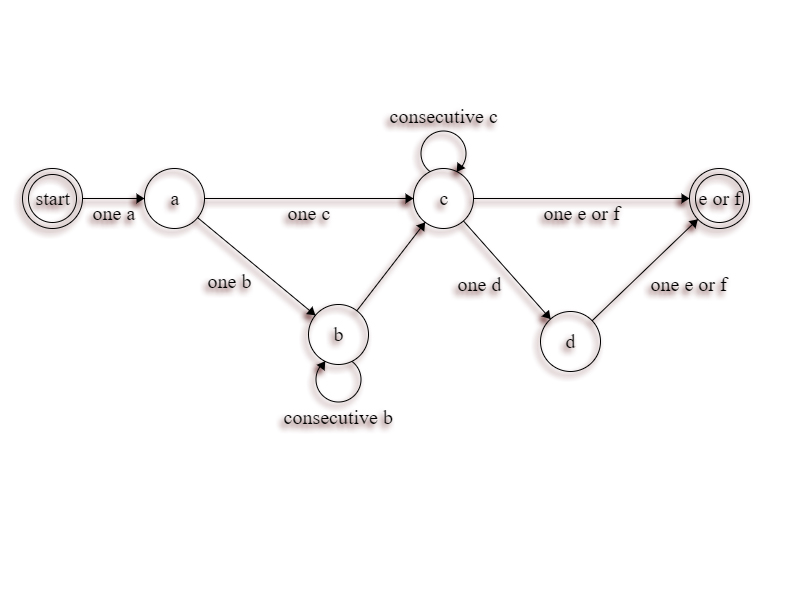 consecutive c
start
a
c
e or f
one a
one c
one e or f
one b
one d
one e or f
b
d
consecutive b